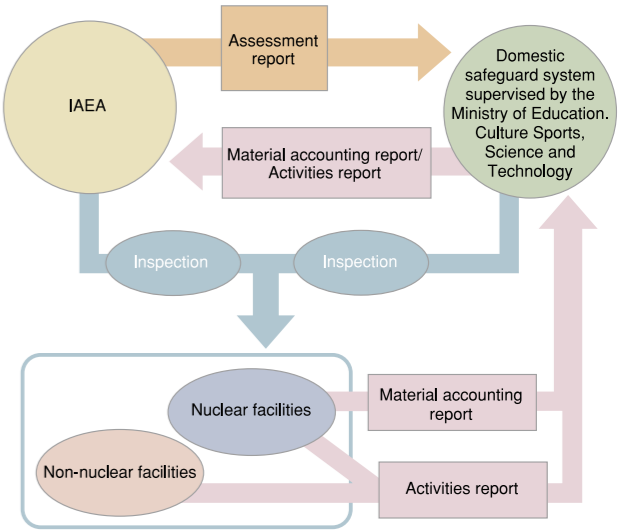 Assessment
report
IAEA
Domestic
safeguard system
supervised by the
Ministry of Education.
Culture Sports,
Science and
Technology
Material accounting report/
Activities report
Inspection
Inspection
Nuclear facilities
Material accounting
report
Non-nuclear facilities
Activities report